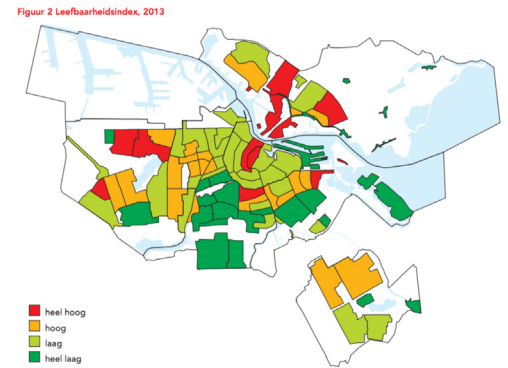 Figuur 2 Leefbaarheidsindex, 2013
heel hoog
hoog
laag
heel laag